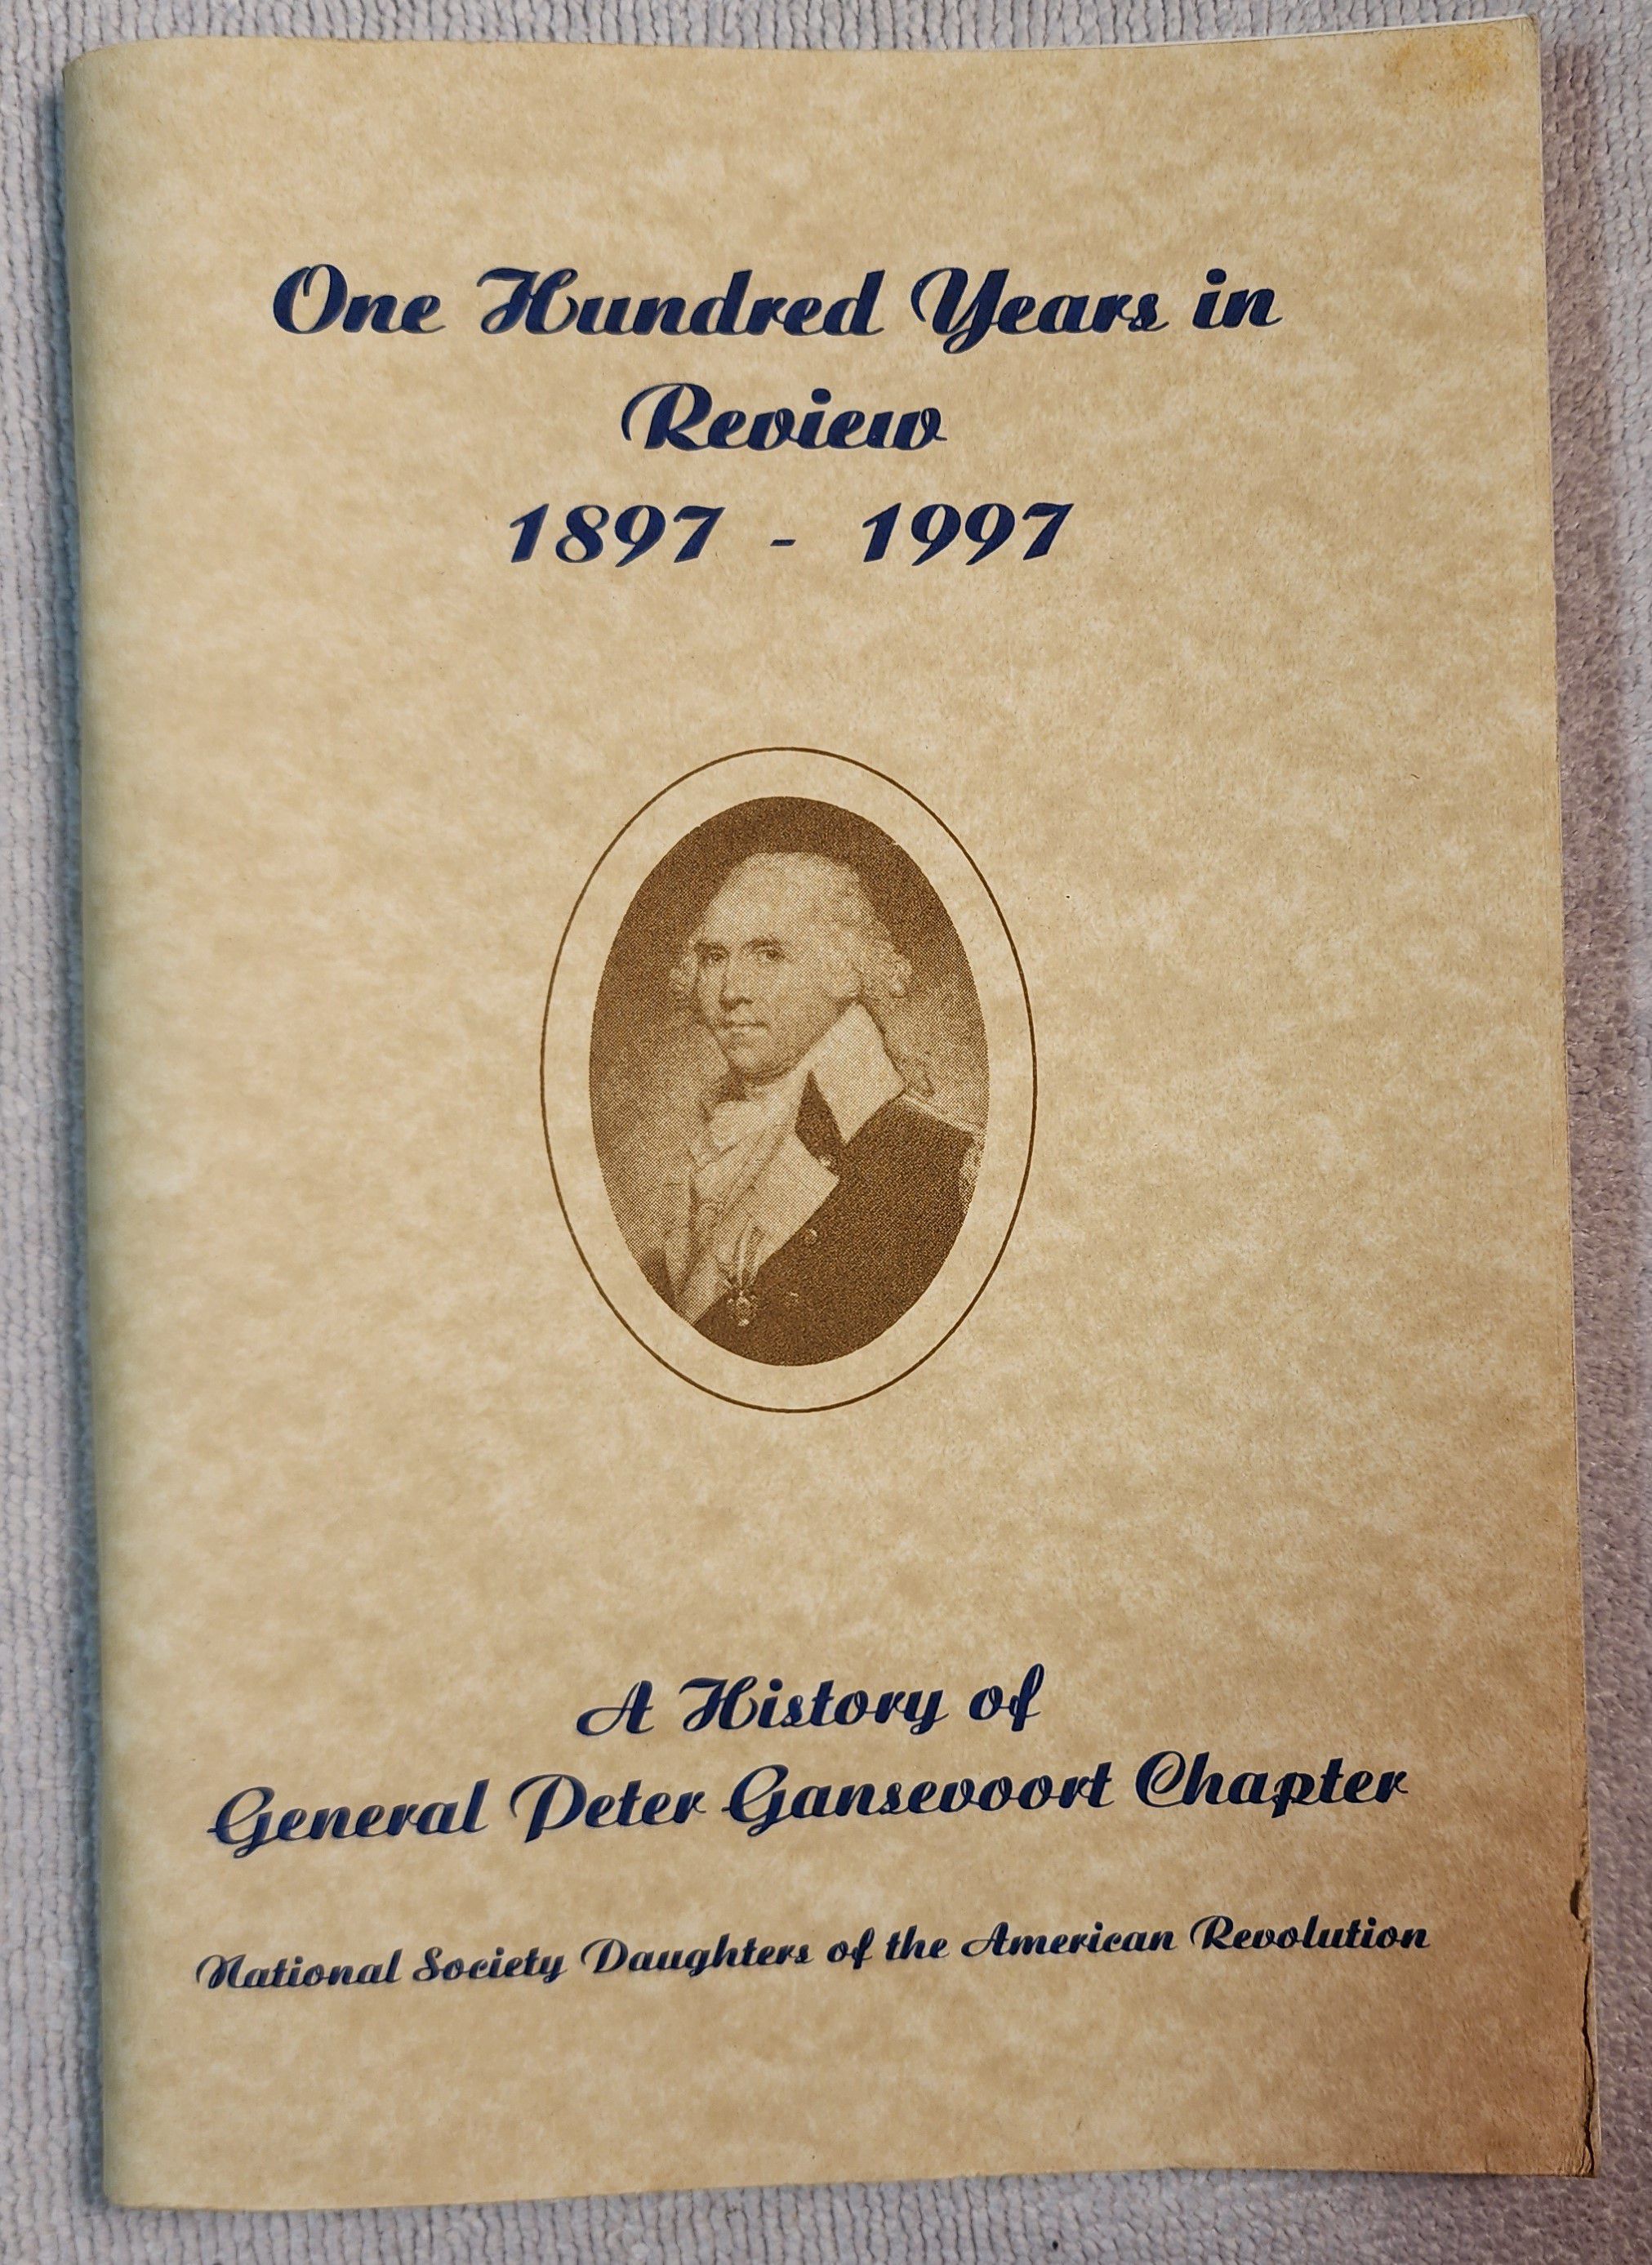 One Hundred Years in
Review
1897 - 1997
A History of
General Peter Gansevoort Chapter
National Society Daughters of the American Revolution